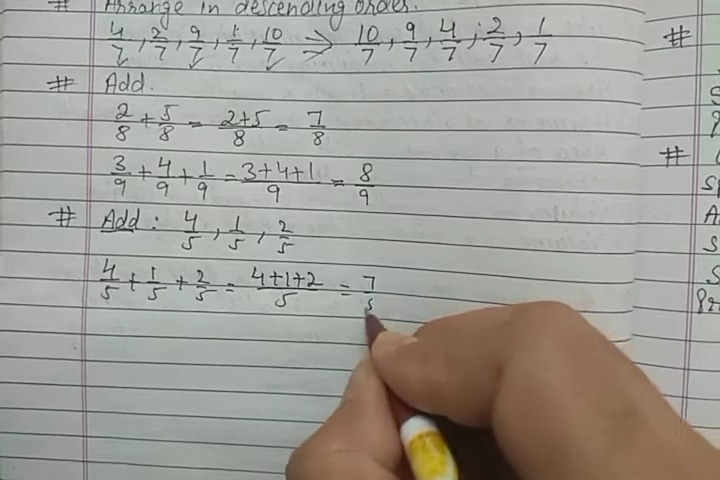 # Arrange in descending order.
4/7, 2/7, 9/7, 1/7, 10/7 ⇒ 10/7, 9/7, 4/7, 2/7, 1/7
# Add.
2/8 + 5/8 = 2+5/8 = 7/8
3/9 + 4/9 + 1/9 = 3+4+1/9 = 8/9
# Add: 4/5, 1/5, 2/5
4/5 + 1/5 + 2/5 = 4+1+2/5 = 7/5
#
#